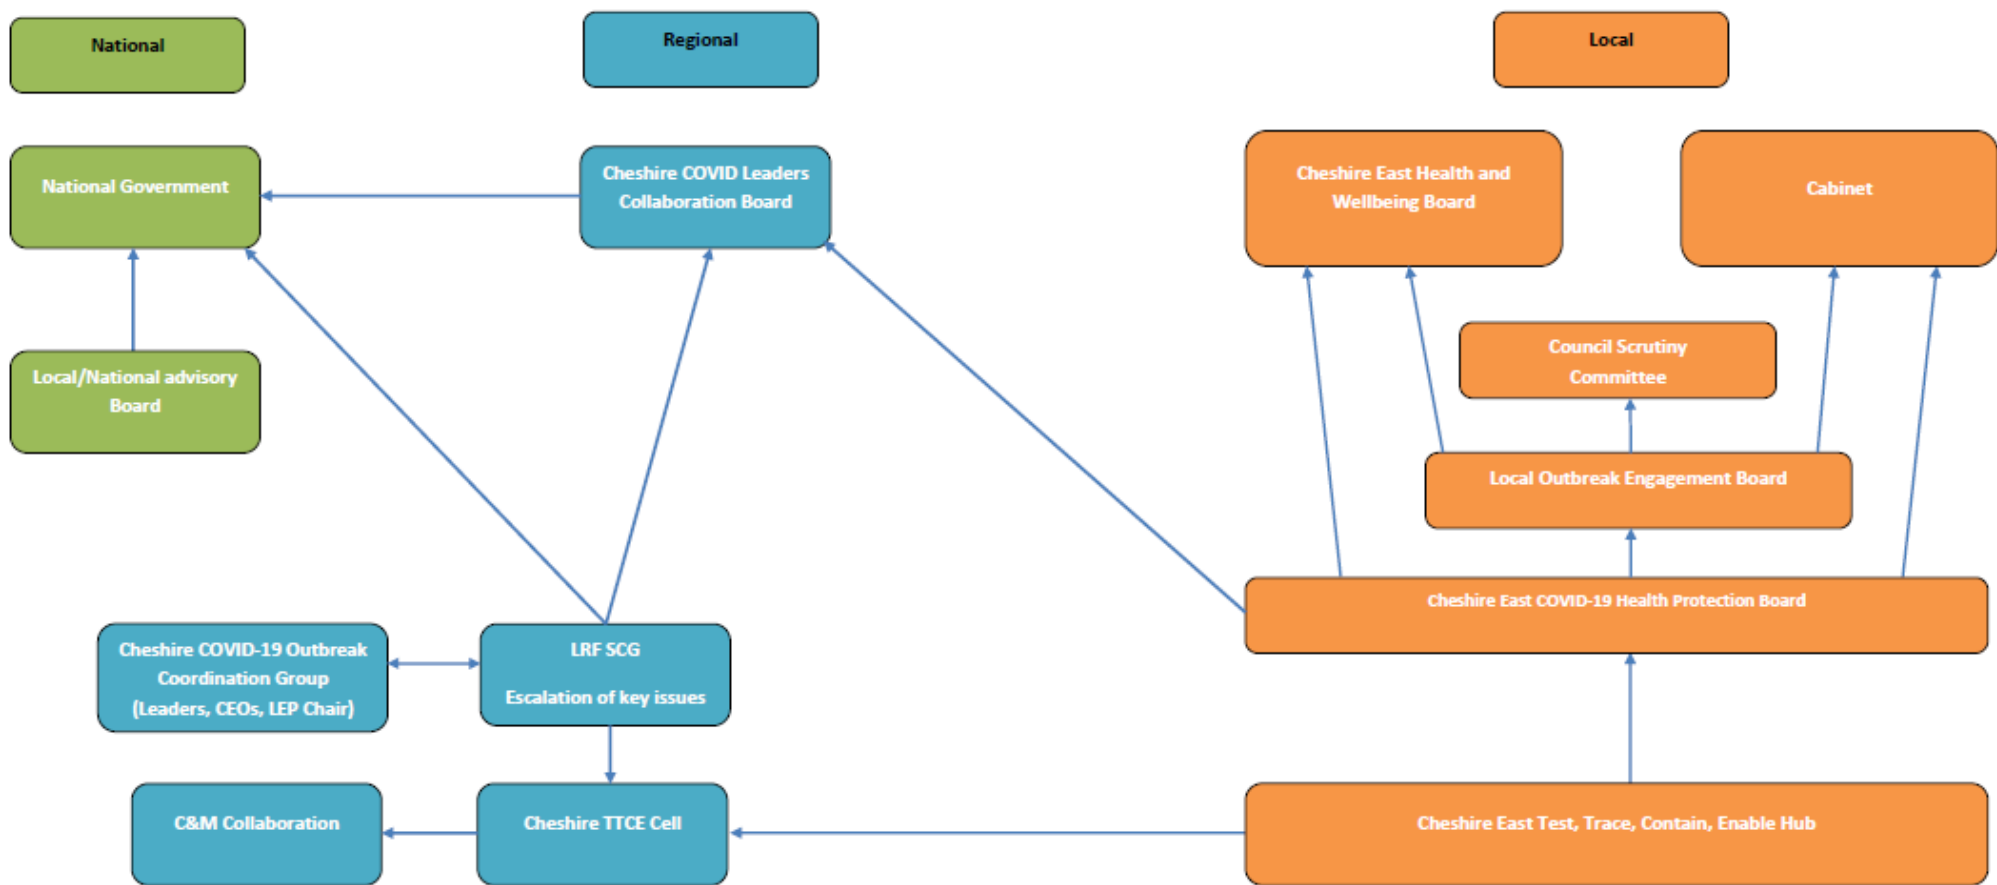 National
Regional
Local
National Government
Cheshire COVID Leaders
Collaboration Board
Cheshire East Health and
Wellbeing Board
Cabinet
Local/National advisory
Board
Council Scrutiny
Committee
Local Outbreak Engagement Board
Cheshire East COVID-19 Health Protection Board
Cheshire COVID-19 Outbreak
Coordination Group
(Leaders, CEOs, LEP Chair)
LRF SCG
Escalation of key issues
C&M Collaboration
Cheshire TTCE Cell
Cheshire East Test, Trace, Contain, Enable Hub